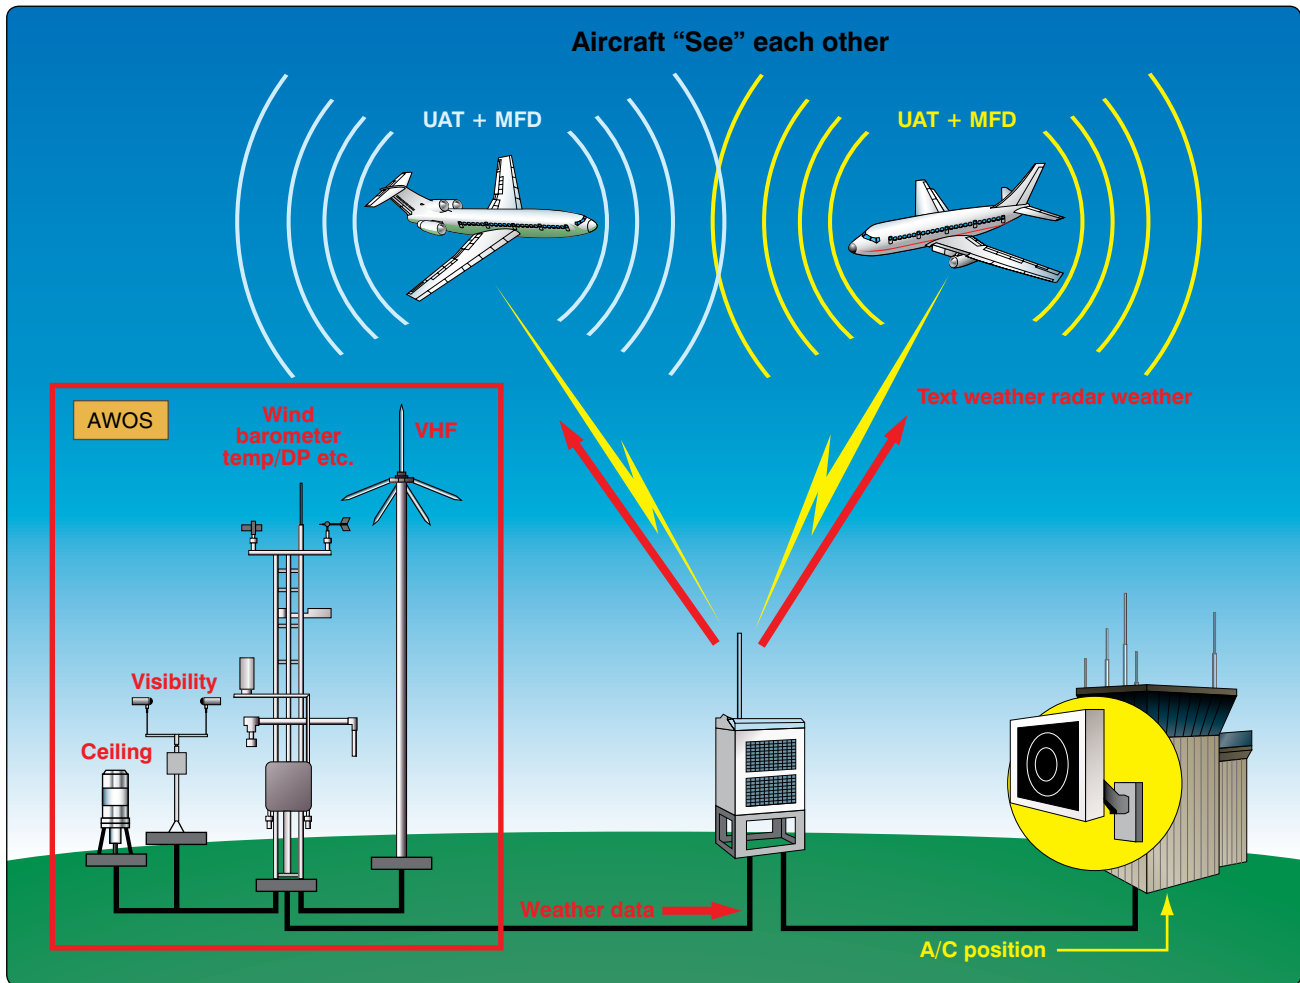 Aircraft “See” each other
UAT + MFD
UAT + MFD
Text weather radar weather
AWOS
Wind
barometer
temp/DP etc.
VHF
Visibility
Ceiling
Weather data
A/C position